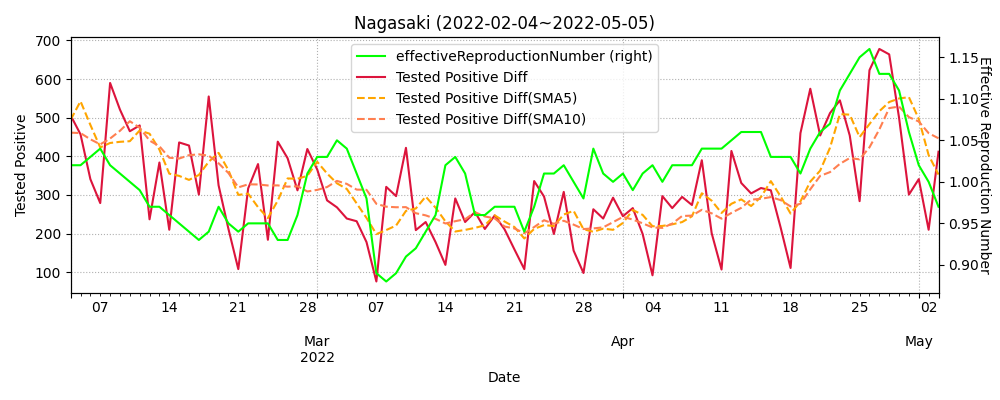 Nagasaki (2022-02-04~2022-05-05)
effectiveReproductionNumber (right)
Tested Positive Diff
Tested Positive Diff(SMA5)
Tested Positive Diff(SMA10)
Tested Positive
700
600
500
400
300
200
100
1.15
1.10
1.05
1.00
0.95
0.90
Effective Reproduction Number
07 14 21 28 07 14 21 28 04 11 18 25 02
Mar Apr May
2022
Date